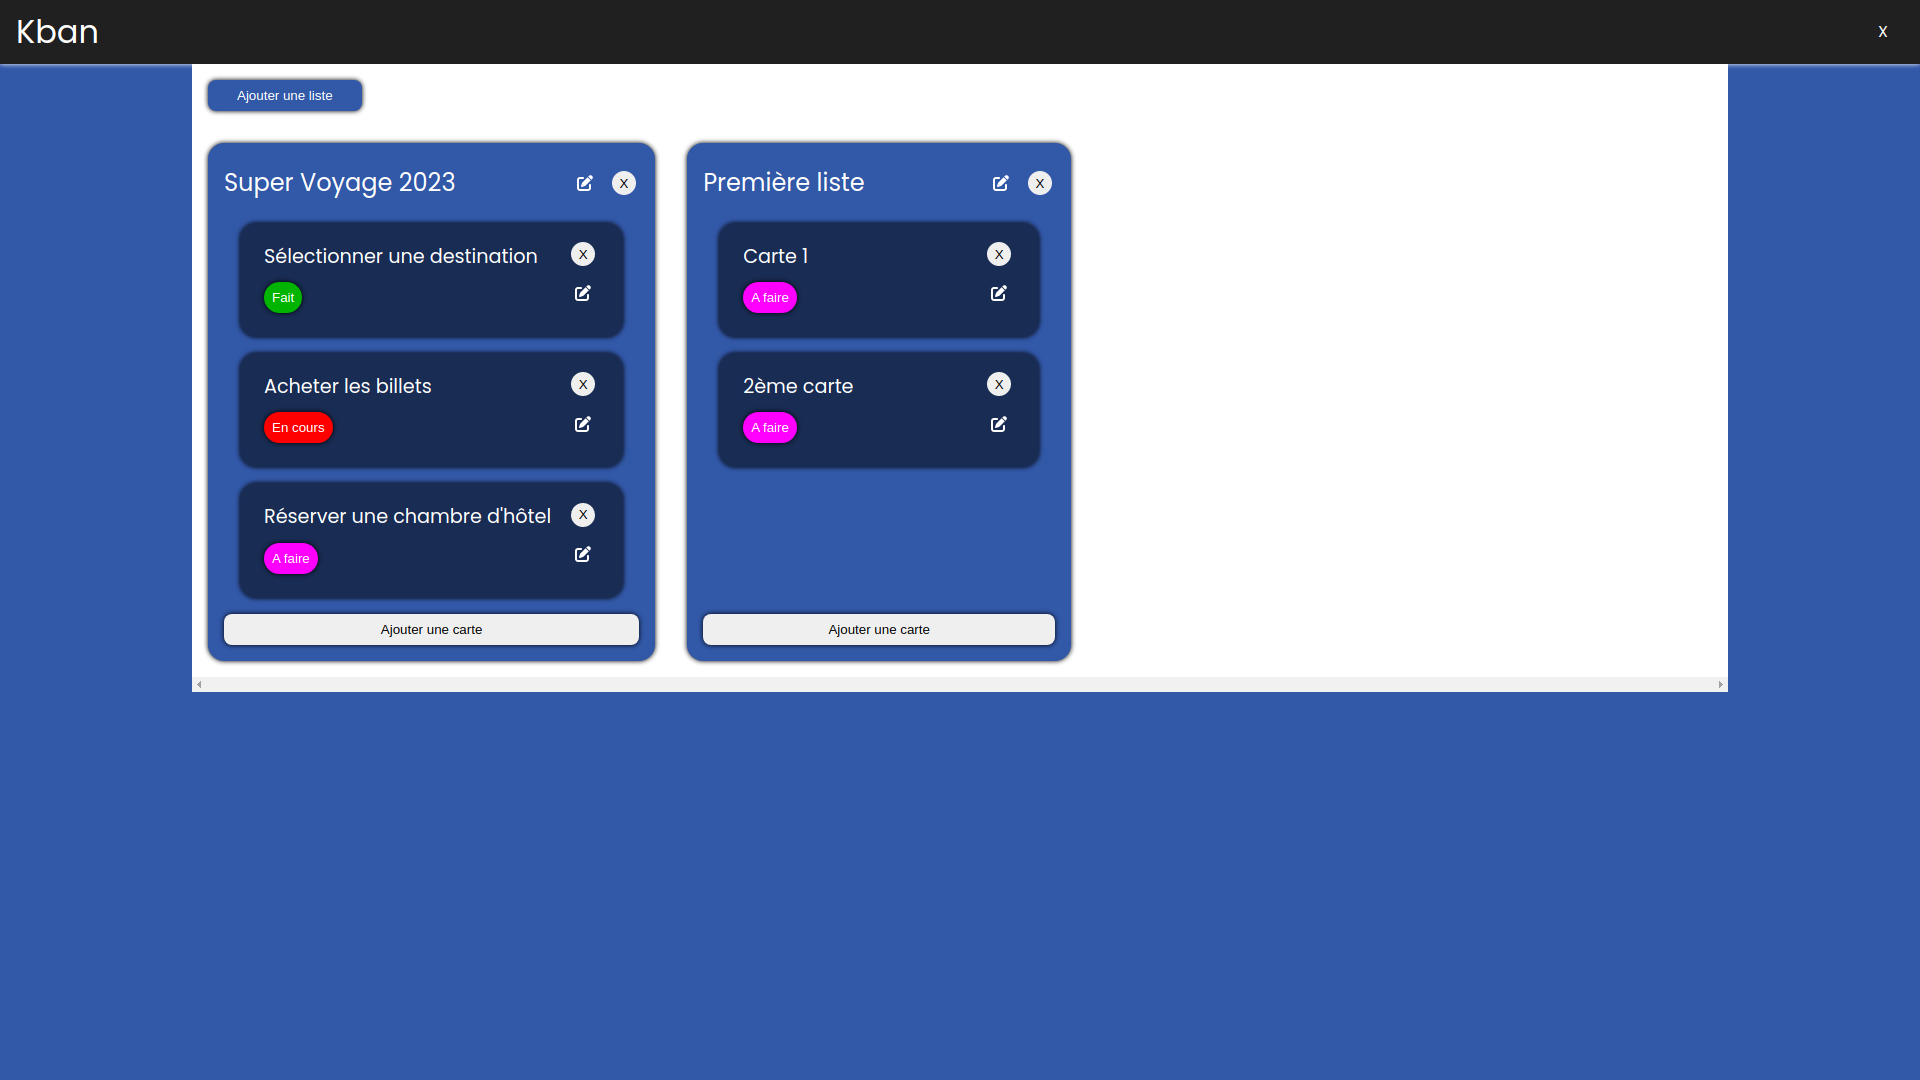 Kban
X
Ajouter une liste
Super Voyage 2023
X
Sélectionner une destination
X
Fait
Acheter les billets
X
En cours
Réserver une chambre d'hôtel
X
A faire
Ajouter une carte
Première liste
X
Carte 1
X
A faire
2ème carte
X
A faire
Ajouter une carte